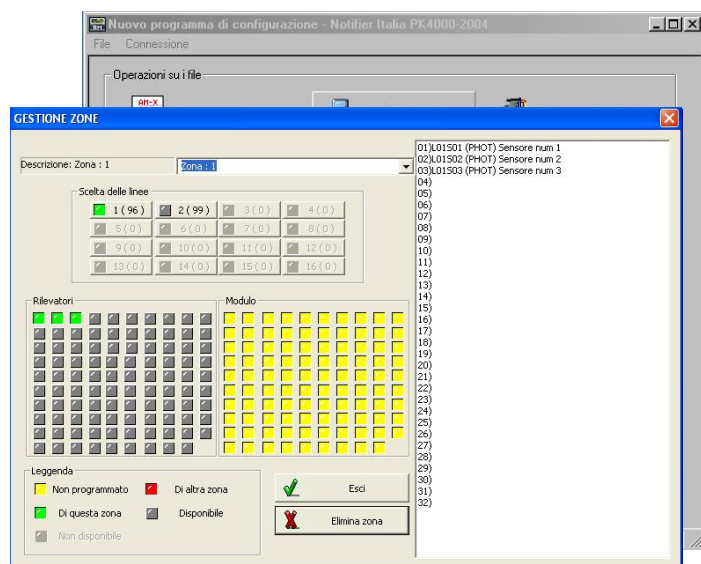 Nuovo programma di configurazione - Notifier Italia PK4000-2004
File Connessione
Operazioni su i file
AM-X
GESTIONE ZONE
Descrizione: Zona : 1
Zona : 1
Scelta delle linee
1 ( 96 ) 2 ( 99 ) 3 ( 0 ) 4 ( 0 )
5 ( 0 ) 6 ( 0 ) 7 ( 0 ) 8 ( 0 )
9 ( 0 ) 10 ( 0 ) 11 ( 0 ) 12 ( 0 )
13 ( 0 ) 14 ( 0 ) 15 ( 0 ) 16 ( 0 )
Rilevatori Modulo
Leggenda
Non programmato Di altra zona
Di questa zona Disponibile
Non disponibile
Esci
Elimina zona
01)L01S01 (PHOT) Sensore num 1
02)L01S02 (PHOT) Sensore num 2
03)L01S03 (PHOT) Sensore num 3
04)
05)
06)
07)
08)
09)
10)
11)
12)
13)
14)
15)
16)
17)
18)
19)
20)
21)
22)
23)
24)
25)
26)
27)
28)
29)
30)
31)
32)